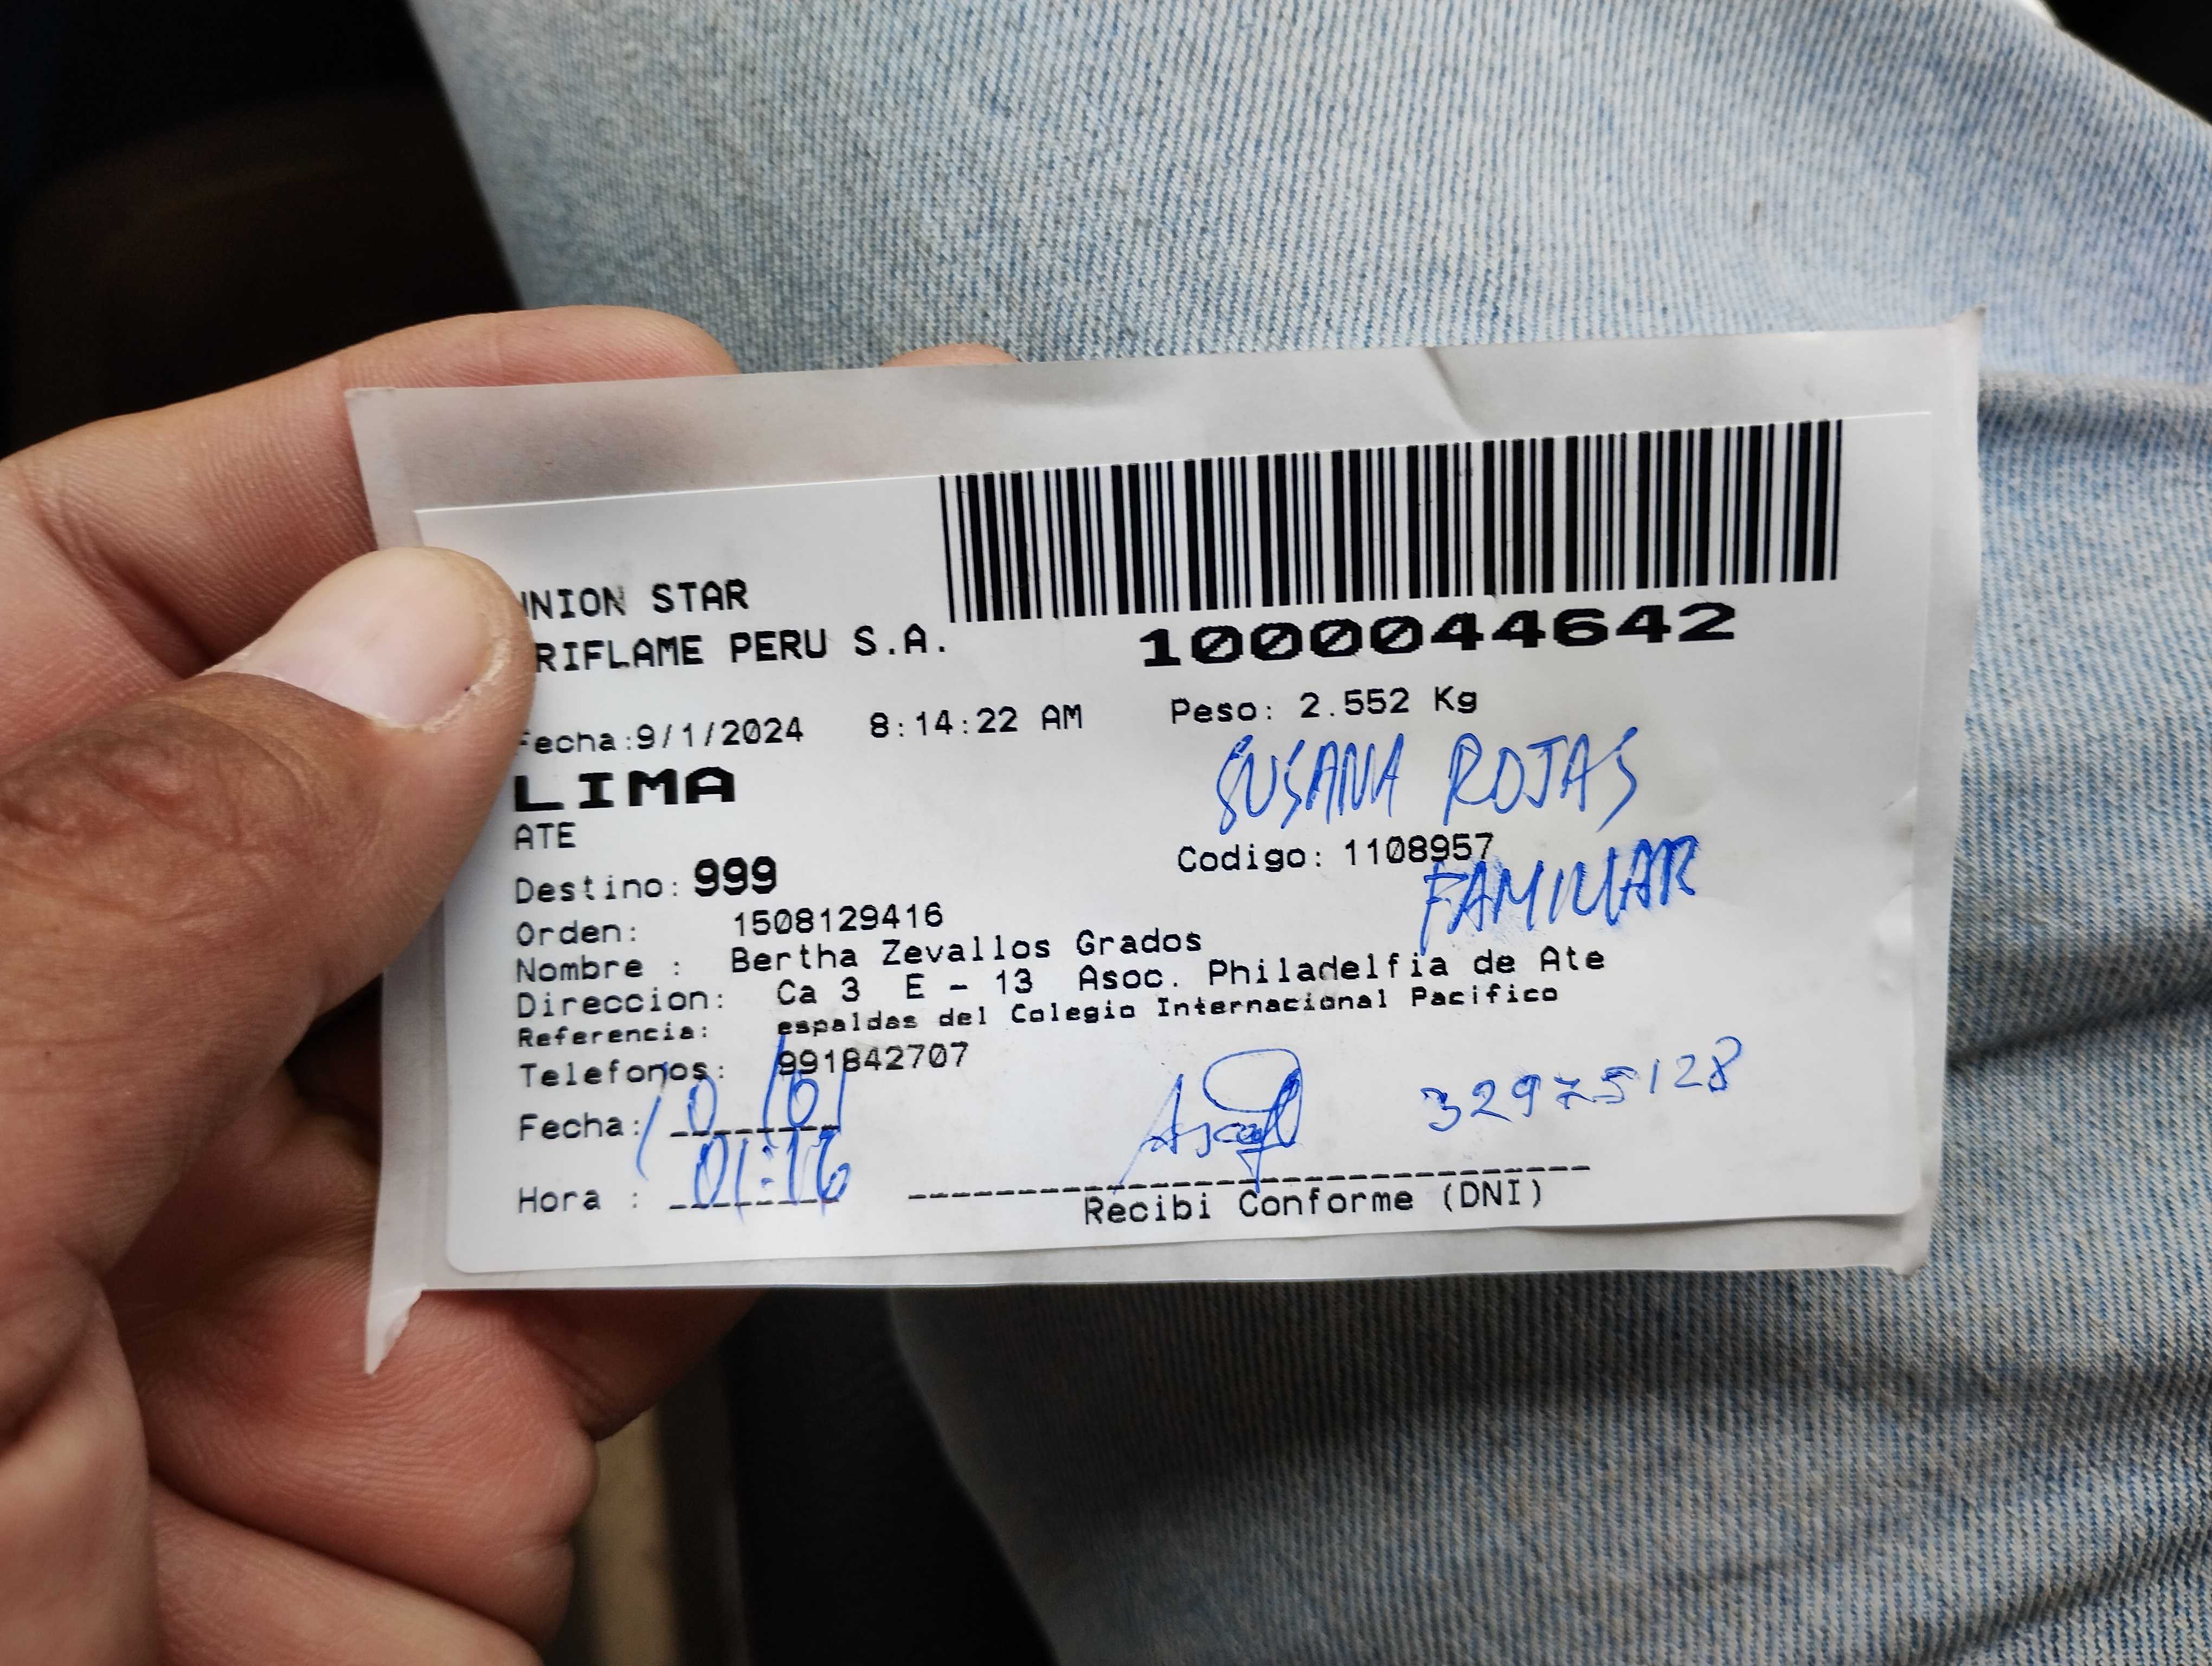 UNION STAR
RIFLAME PERU S.A.
1000044642
Fecha:9/1/2024 8:14:22 AM Peso: 2.552 Kg
LIMA
SUSANA ROJAS
ATE
Codigo: 1108957
FAMILIAR
Destino: 999
Orden: 1508129416
Nombre : Bertha Zevallos Grados
Direccion: Ca 3 E - 13 Asoc. Philadelfia de Ate
Referencia: espaldas del Colegio Internacional Pacifico
Telefonos: 991842707
Fecha: 10/01
32975128
Hora : 01:16
Recibi Conforme (DNI)